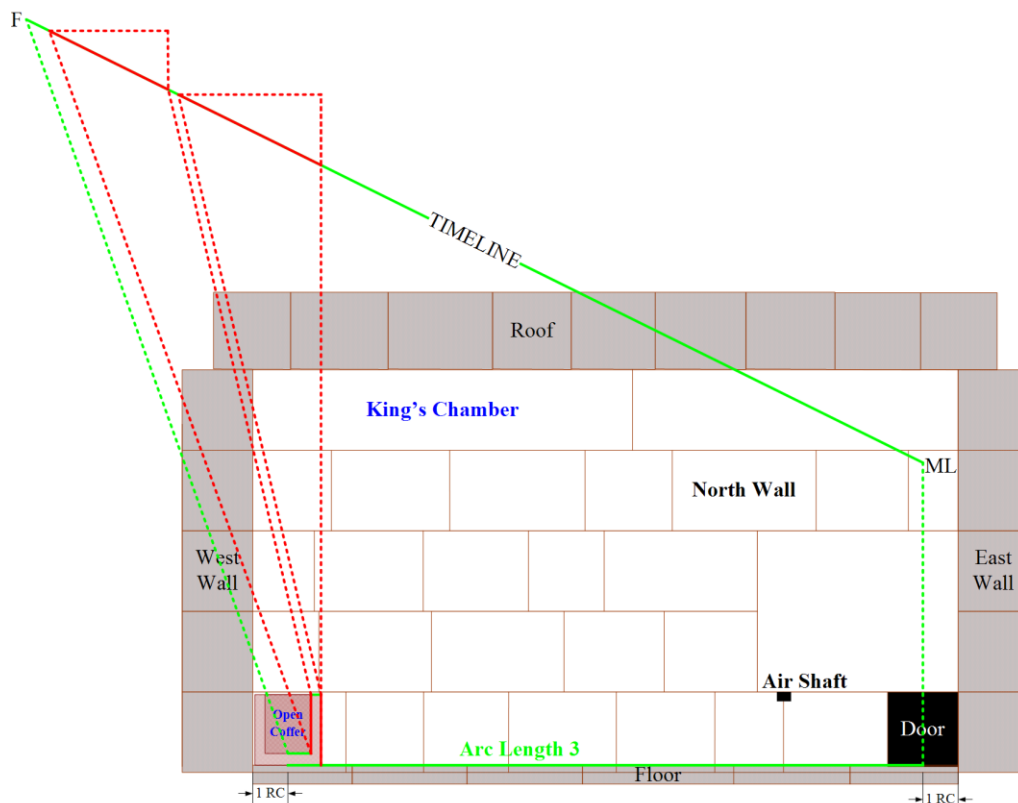 F
TIMELINE
Roof
King's Chamber
ML
North Wall
West
Wall
East
Wall
Air Shaft
Open
Coffer
Door
Arc Length 3
Floor
1 RC
1 RC